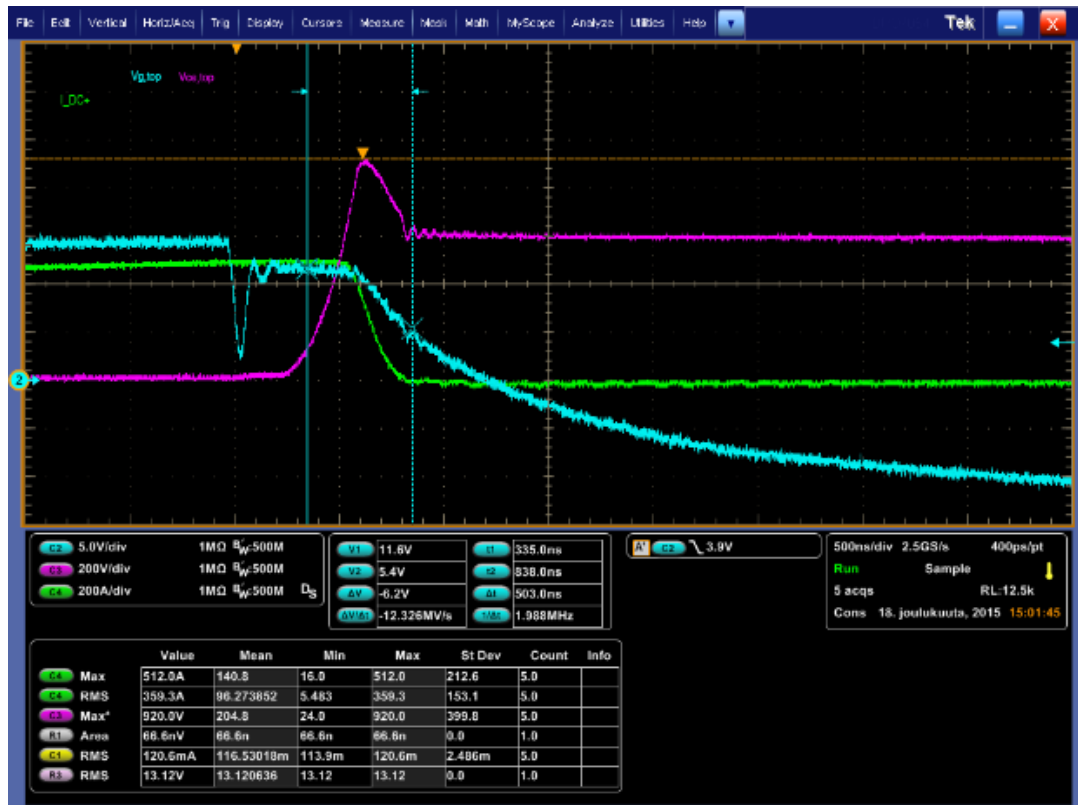 File Edit Vertical Horiz/Acq Trig Display Cursors Measure Mask Math MyScope Analyze Utilities Help Tek
Vg,top
I_DC+
2
C2 5.0V/div 1MΩ BW:500M
C3 200V/div 1MΩ BW:500M
C4 200A/div 1MΩ BW:500M Ds
V1 11.6V t1 335.0ns
V2 5.4V t2 838.0ns
ΔV -6.2V Δt 503.0ns
ΔV/Δt -12.326MV/s 1/Δt 1.988MHz
A' C2 3.9V
500ns/div 2.5GS/s 400ps/pt
Run Sample
5 acqs RL:12.5k
Cons 18. joulukuuta, 2015 15:01:45
Value Mean Min Max St Dev Count Info
C4 Max 512.0A 140.8 16.0 512.0 212.6 5.0
C4 RMS 359.3A 96.273852 5.483 359.3 153.1 5.0
C3 Max* 920.0V 204.8 24.0 920.0 399.8 5.0
R1 Area 66.6nV 66.6n 66.6n 66.6n 0.0 1.0
C1 RMS 120.6mA 116.53018m 113.9m 120.6m 2.486m 5.0
R3 RMS 13.12V 13.120636 13.12 13.12 0.0 1.0